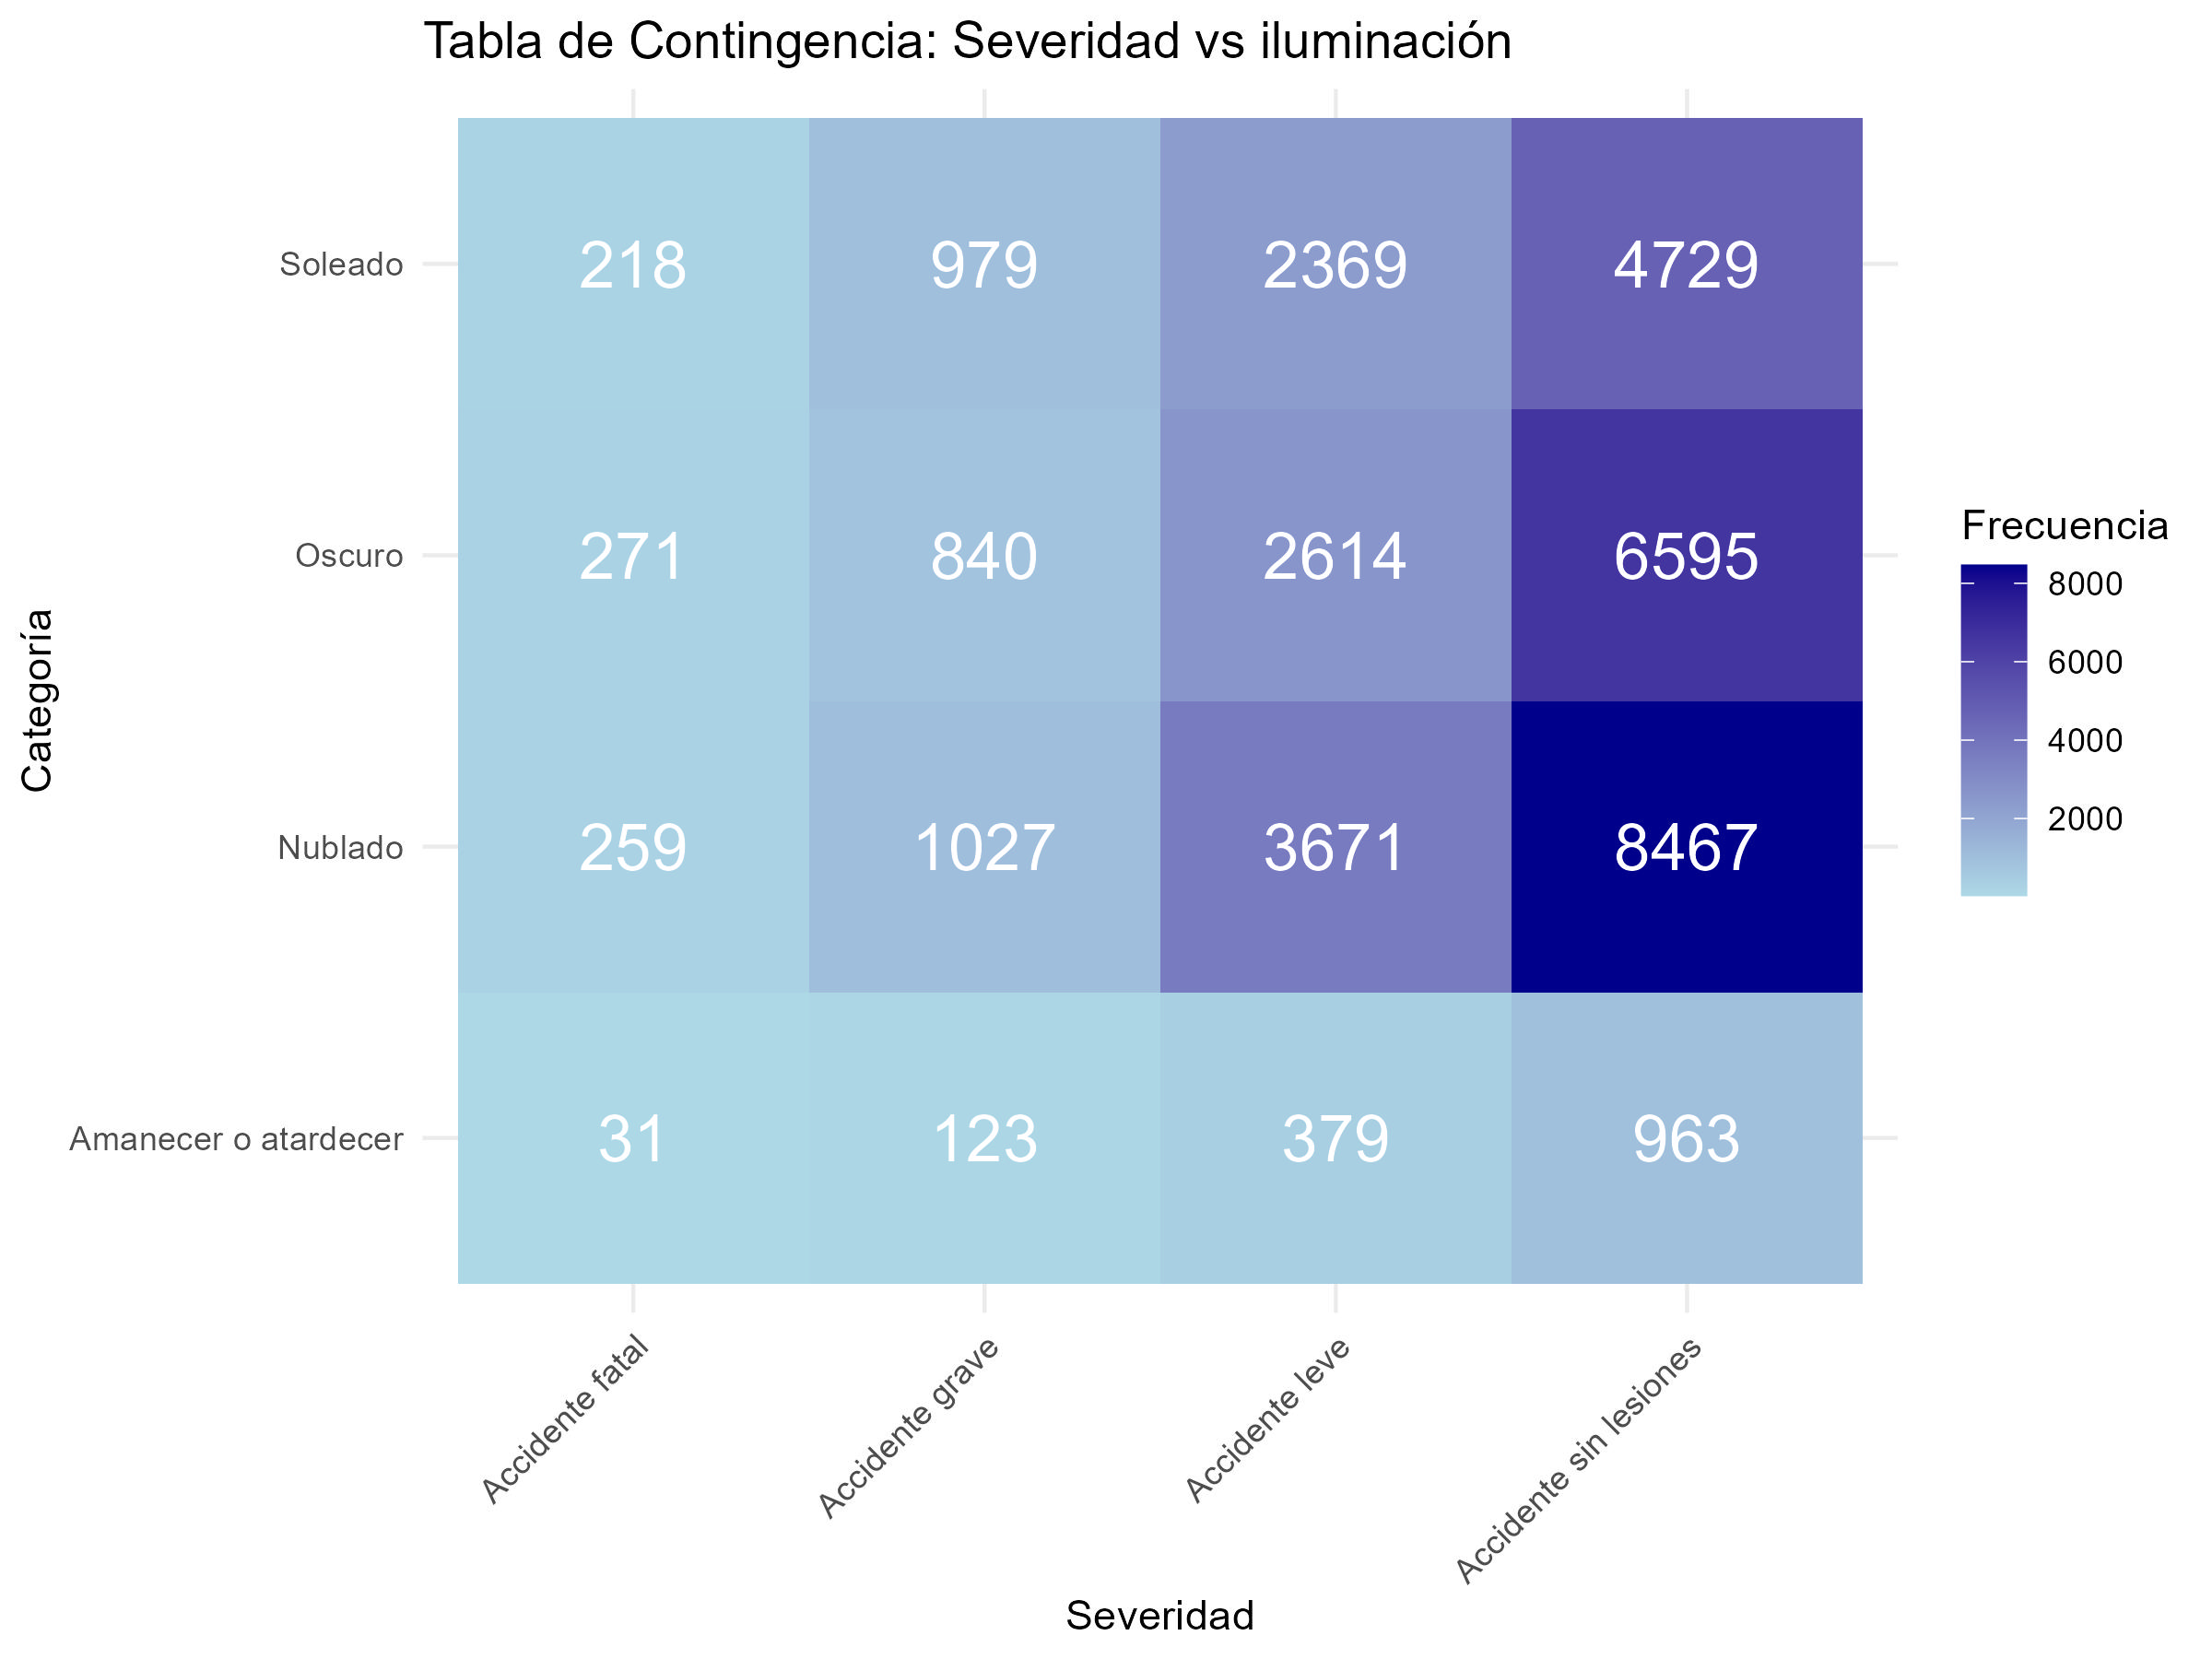 Tabla de Contingencia: Severidad vs iluminación
Categoría
Soleado
218 979 2369 4729
Oscuro
271 840 2614 6595
Nublado
259 1027 3671 8467
Amanecer o atardecer
31 123 379 963
Accidente fatal
Accidente grave
Accidente leve
Accidente sin lesiones
Severidad
Frecuencia
8000
6000
4000
2000